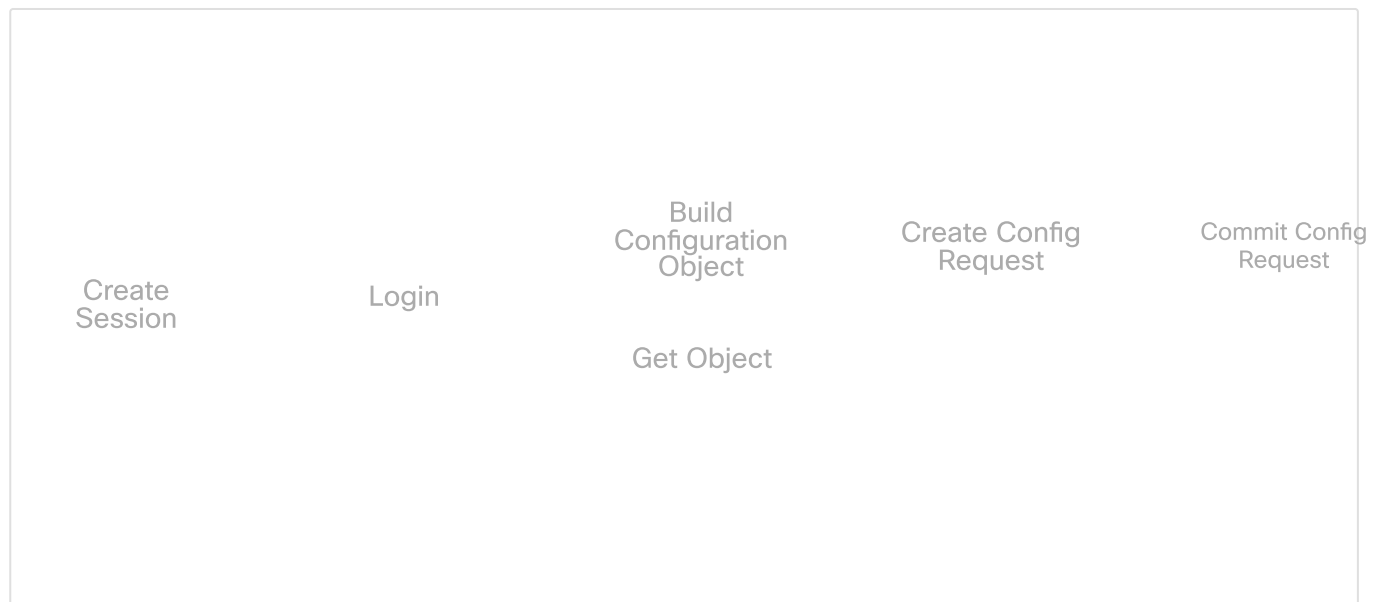 Create
Session
Login
Build
Configuration
Object
Get Object
Create Config
Request
Commit Config
Request